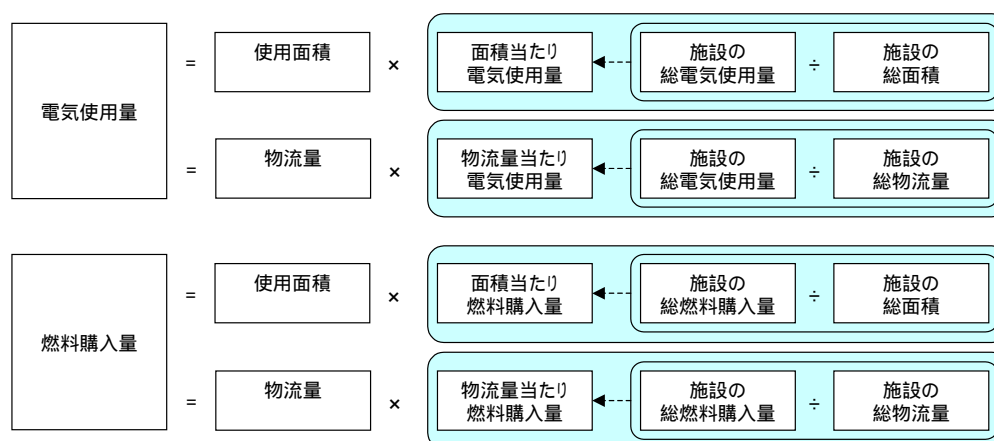 電気使用量
=
使用面積
×
面積当たり
電気使用量
施設の
総電気使用量
÷
施設の
総面積
=
物流量
×
物流量当たり
電気使用量
施設の
総電気使用量
÷
施設の
総物流量
燃料購入量
=
使用面積
×
面積当たり
燃料購入量
施設の
総燃料購入量
÷
施設の
総面積
=
物流量
×
物流量当たり
燃料購入量
施設の
総燃料購入量
÷
施設の
総物流量